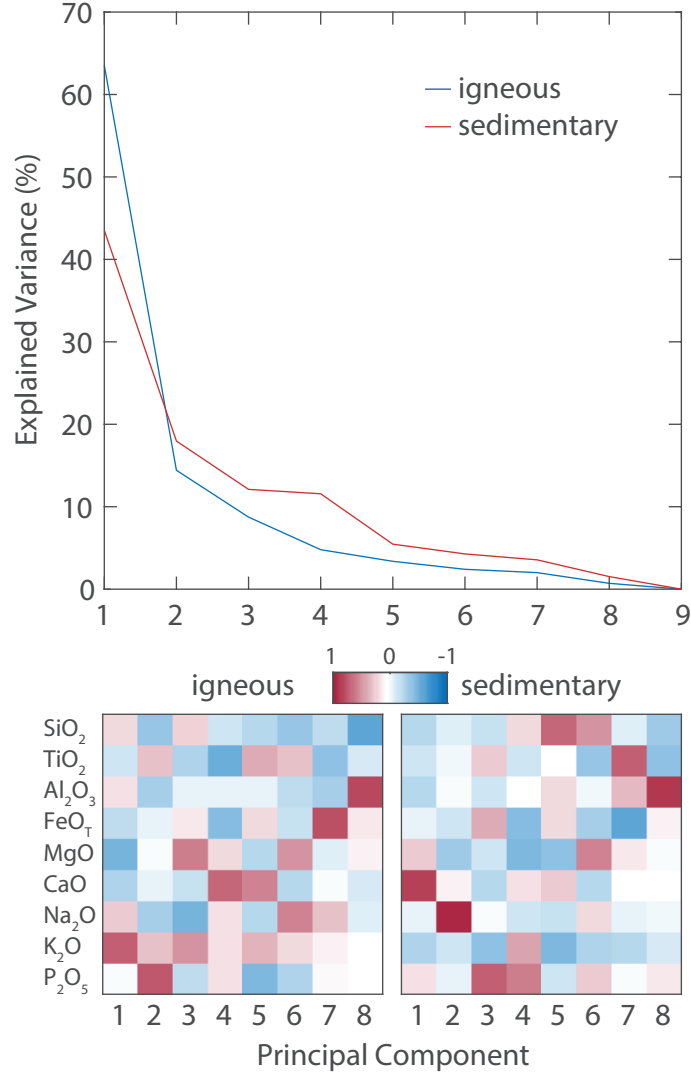 70
60
50
40
30
20
10
0
Explained Variance (%)
igneous
sedimentary
1 2 3 4 5 6 7 8 9
1 0 -1
igneous sedimentary
SiO₂
TiO₂
Al₂O₃
FeO_T
MgO
CaO
Na₂O
K₂O
P₂O₅
1 2 3 4 5 6 7 8 1 2 3 4 5 6 7 8
Principal Component